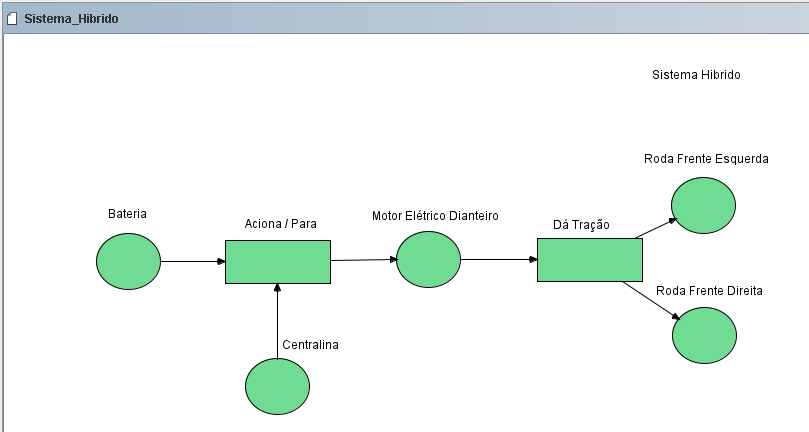 Sistema_Hibrido
Sistema Hibrido
Roda Frente Esquerda
Bateria
Aciona / Para
Motor Elétrico Dianteiro
Dá Tração
Roda Frente Direita
Centralina